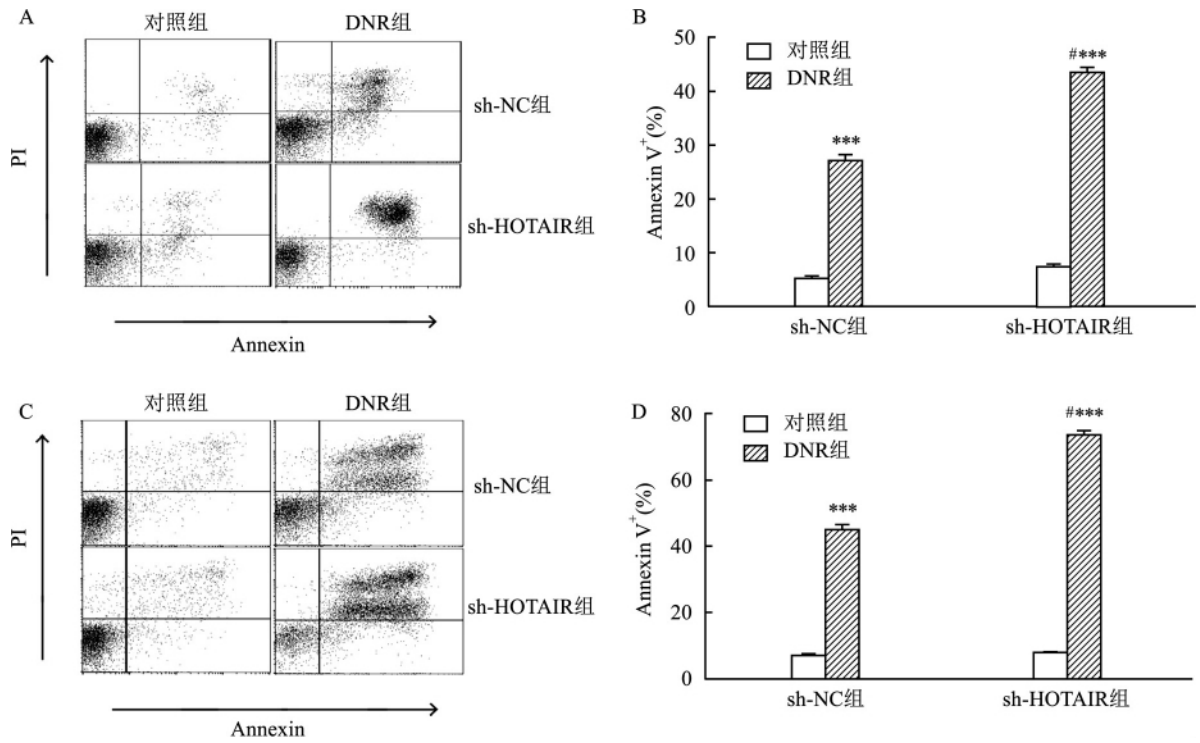 A
对照组
DNR组
PI
sh-NC组
sh-HOTAIR组
Annexin
B
50
40
30
20
10
0
Annexin V⁺(%)
对照组
DNR组
***
#***
sh-NC组
sh-HOTAIR组
C
对照组
DNR组
PI
sh-NC组
sh-HOTAIR组
Annexin
D
80
60
40
20
0
Annexin V⁺(%)
对照组
DNR组
***
#***
sh-NC组
sh-HOTAIR组